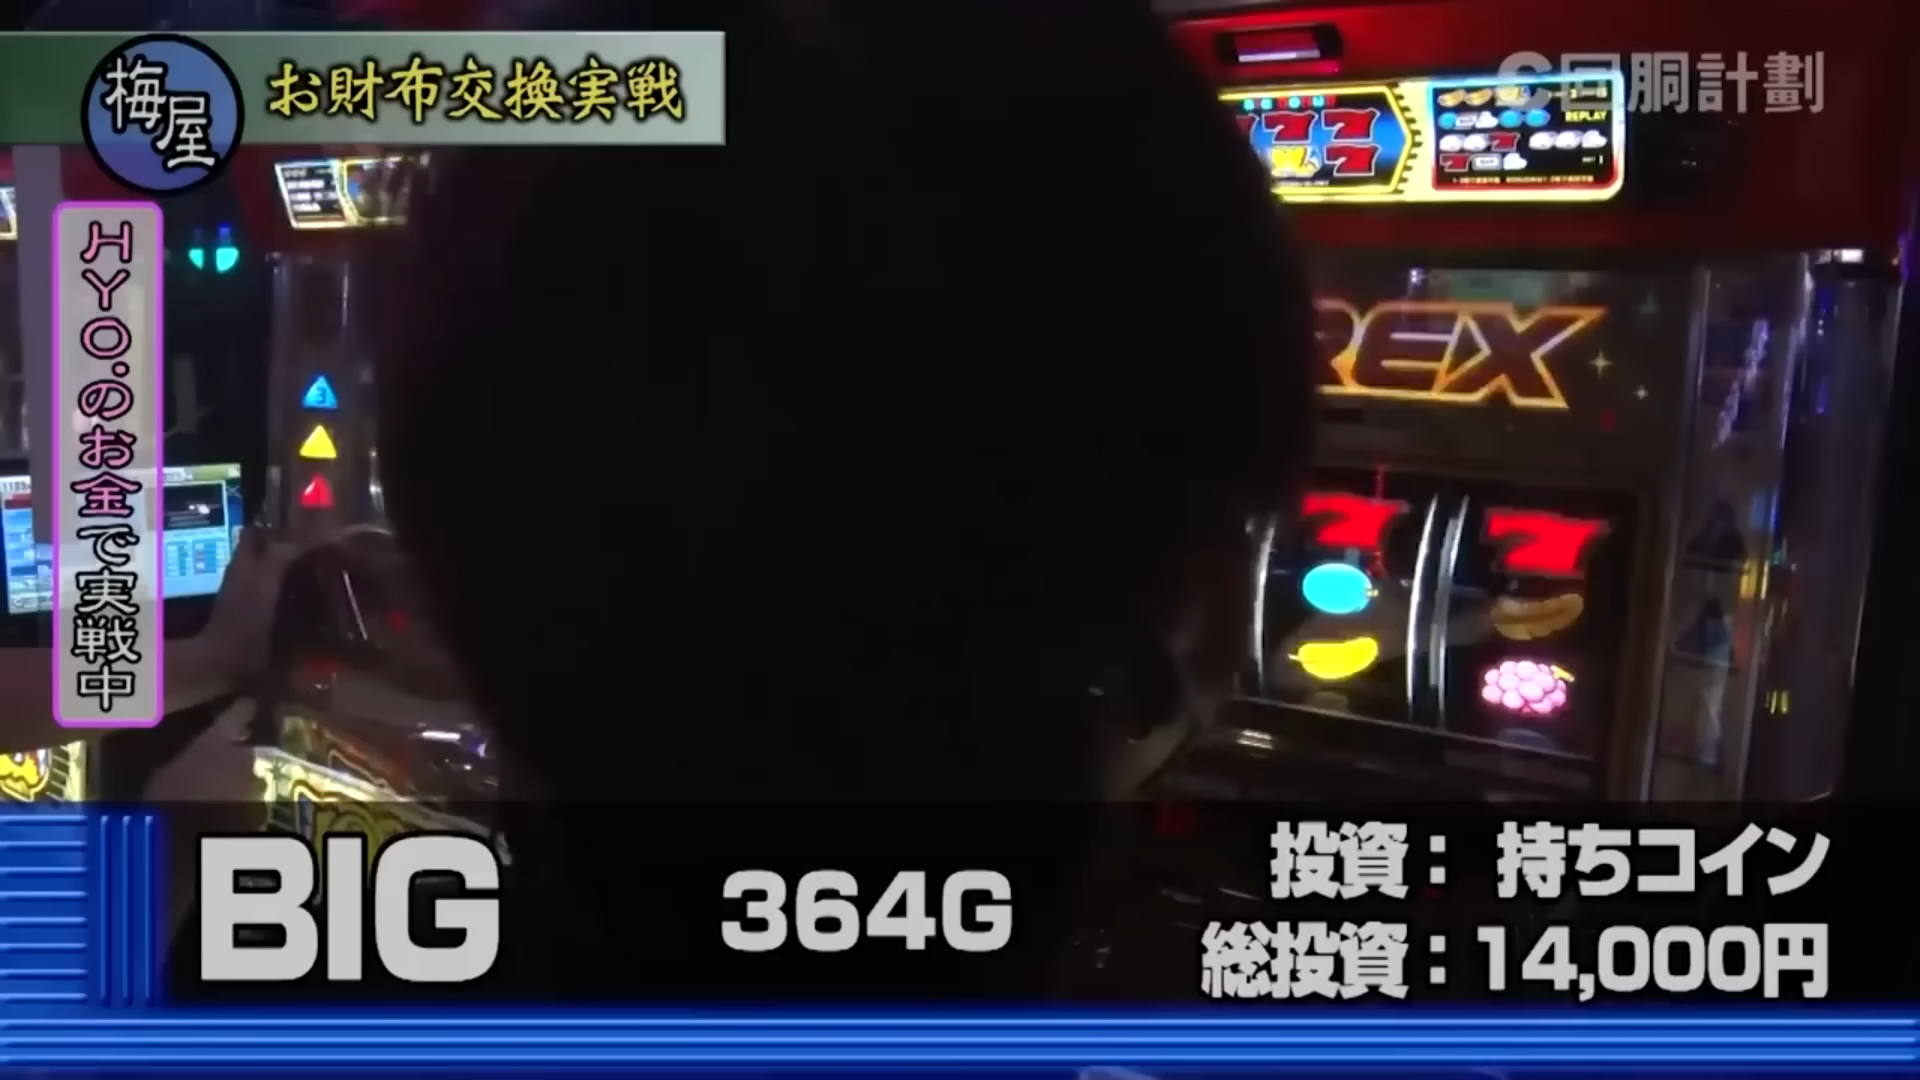 梅屋
お財布交換実戦
回胴計劃
REPLAY
HYO.のお金で実戦中
REX
BIG
364G
投資： 持ちコイン
総投資：14,000円